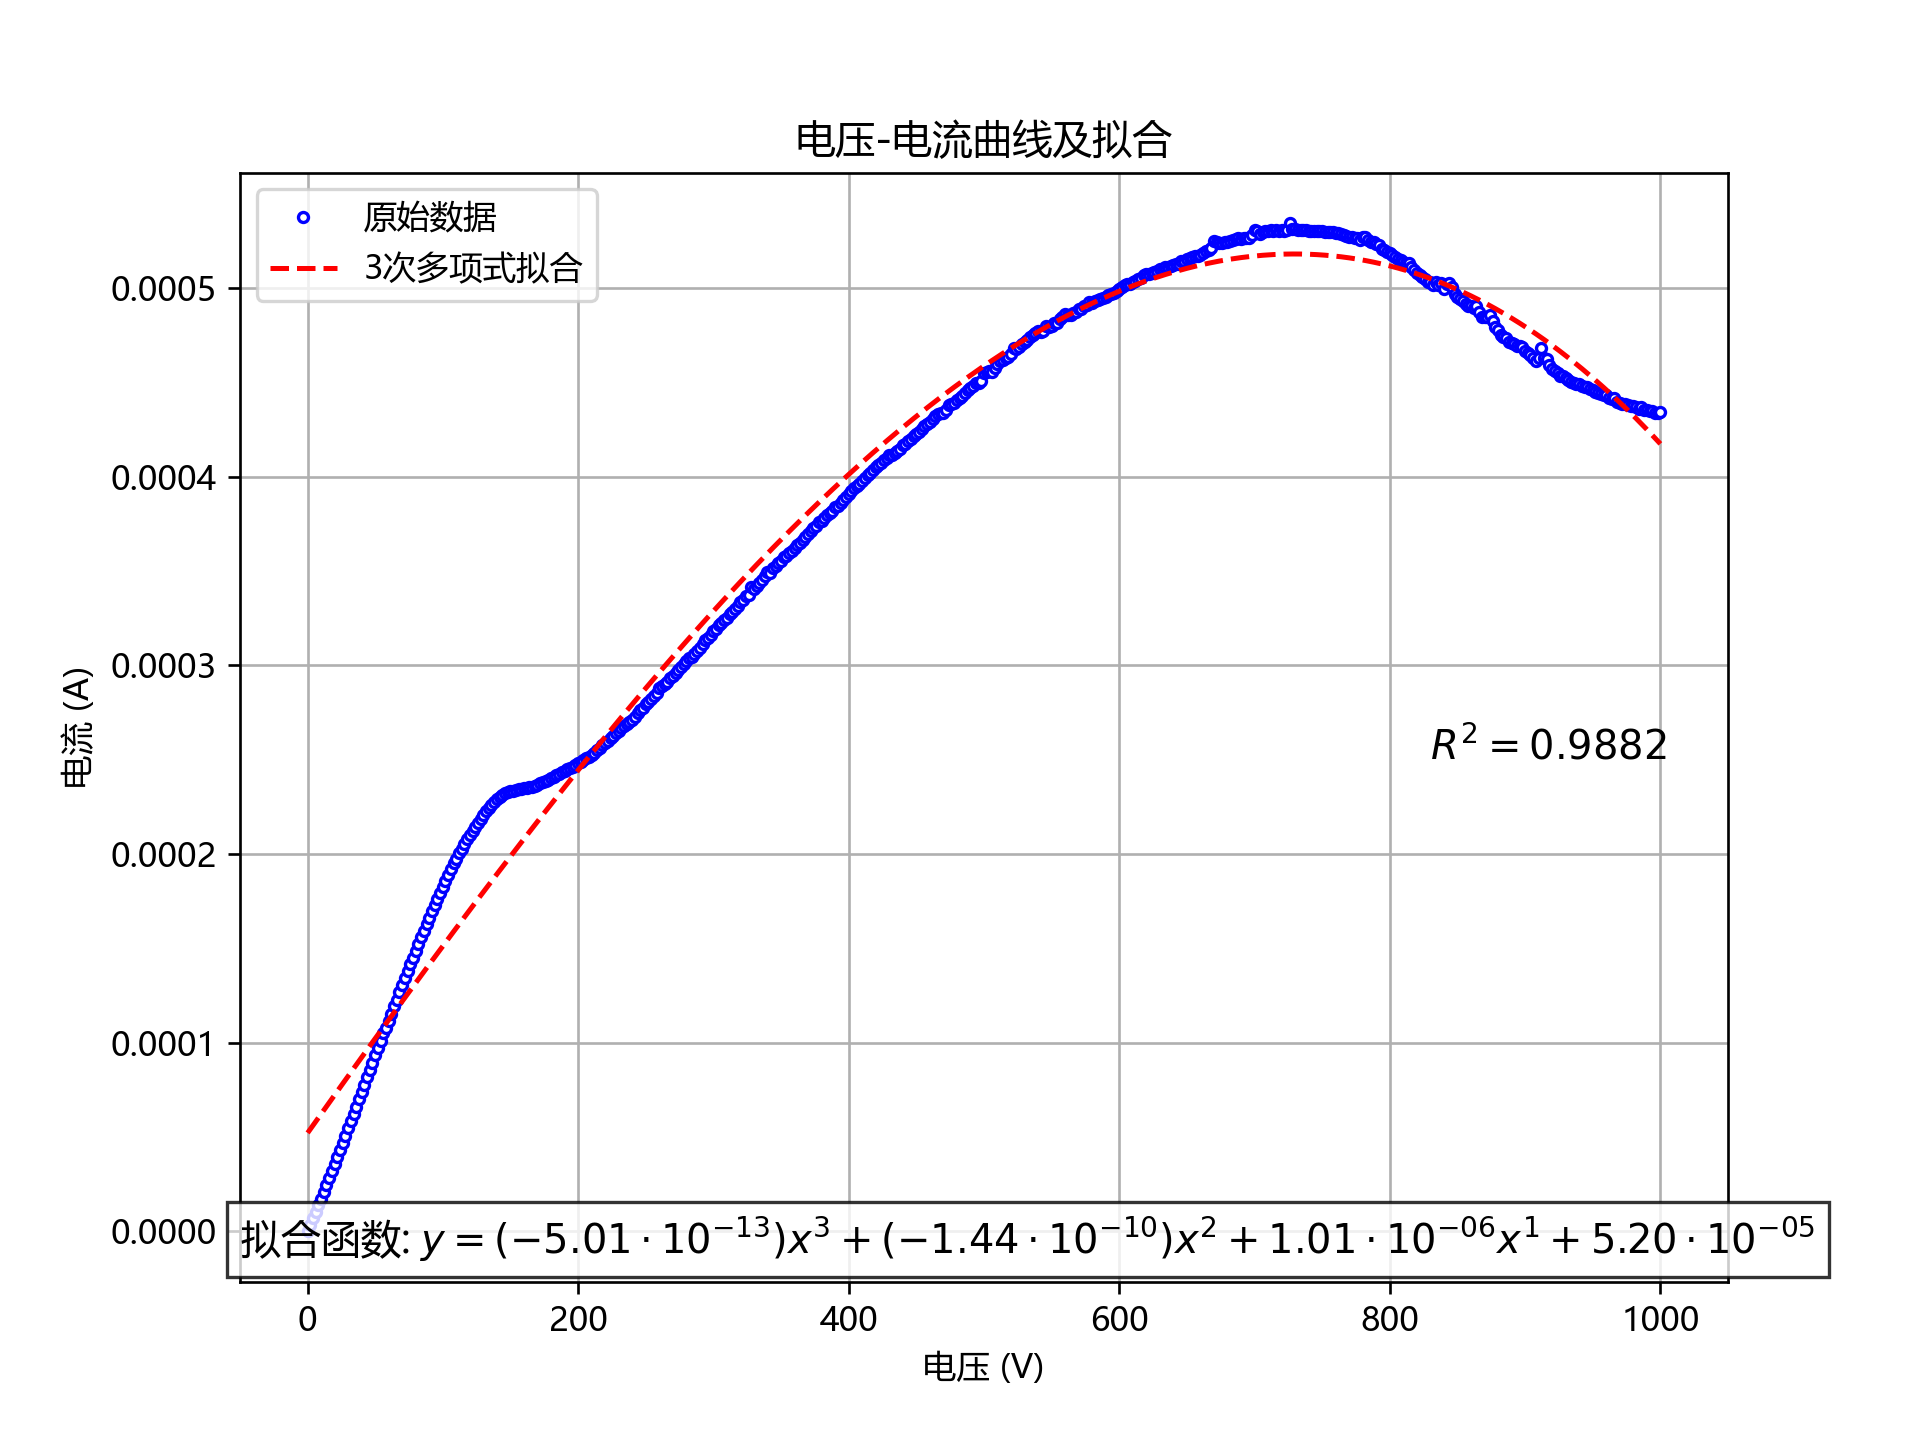 电压-电流曲线及拟合
原始数据
3次多项式拟合
0.0005
0.0004
0.0003
0.0002
0.0001
0.0000
电流 (A)
R² = 0.9882
拟合函数: y = (−5.01 · 10⁻¹³)x³ + (−1.44 · 10⁻¹⁰)x² + 1.01 · 10⁻⁰⁶x¹ + 5.20 · 10⁻⁰⁵
0 200 400 600 800 1000
电压 (V)